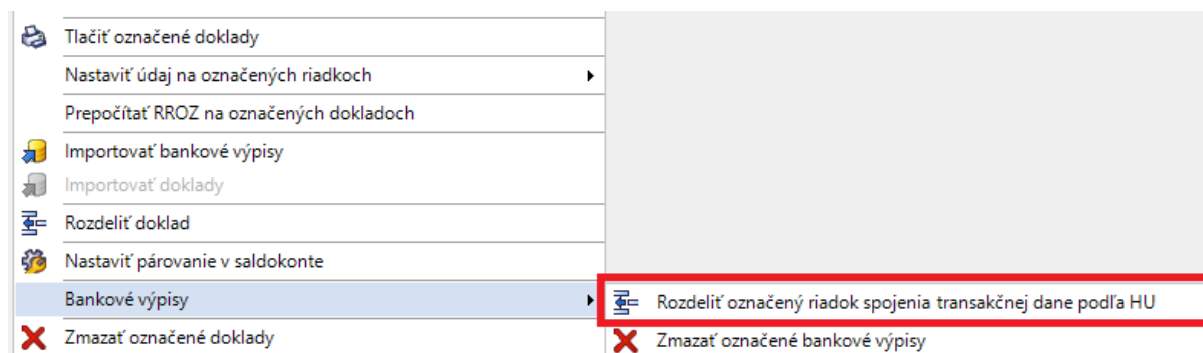 Tlačiť označené doklady
Nastaviť údaj na označených riadkoch
Prepočítať RROZ na označených dokladoch
Importovať bankové výpisy
Importovať doklady
Rozdeliť doklad
Nastaviť párovanie v saldokonte
Bankové výpisy
Rozdeliť označený riadok spojenia transakčnej dane podľa HU
Zmazať označené doklady
Zmazať označené bankové výpisy